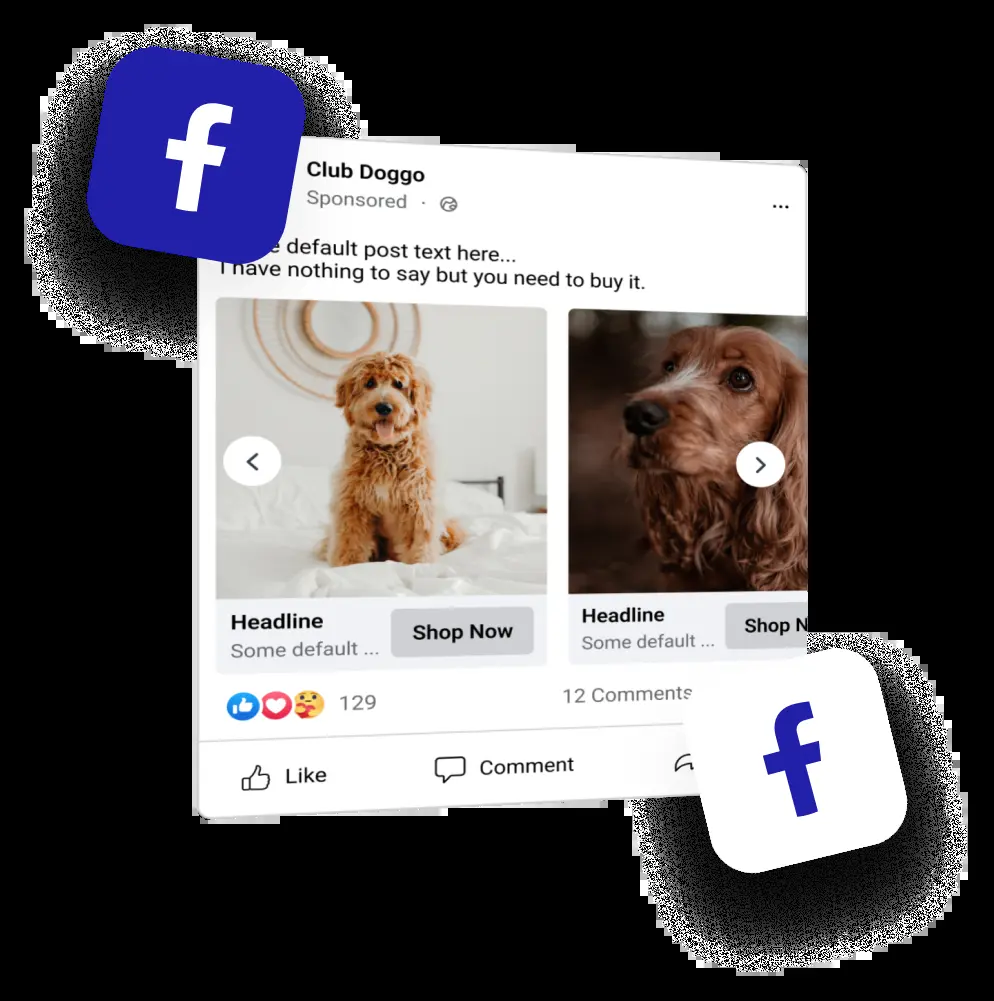 Club Doggo
Sponsored ·
default post text here...
I have nothing to say but you need to buy it.
Headline
Some default ...
Shop Now
Headline
Some default ...
Shop N
129
12 Comments
Like
Comment